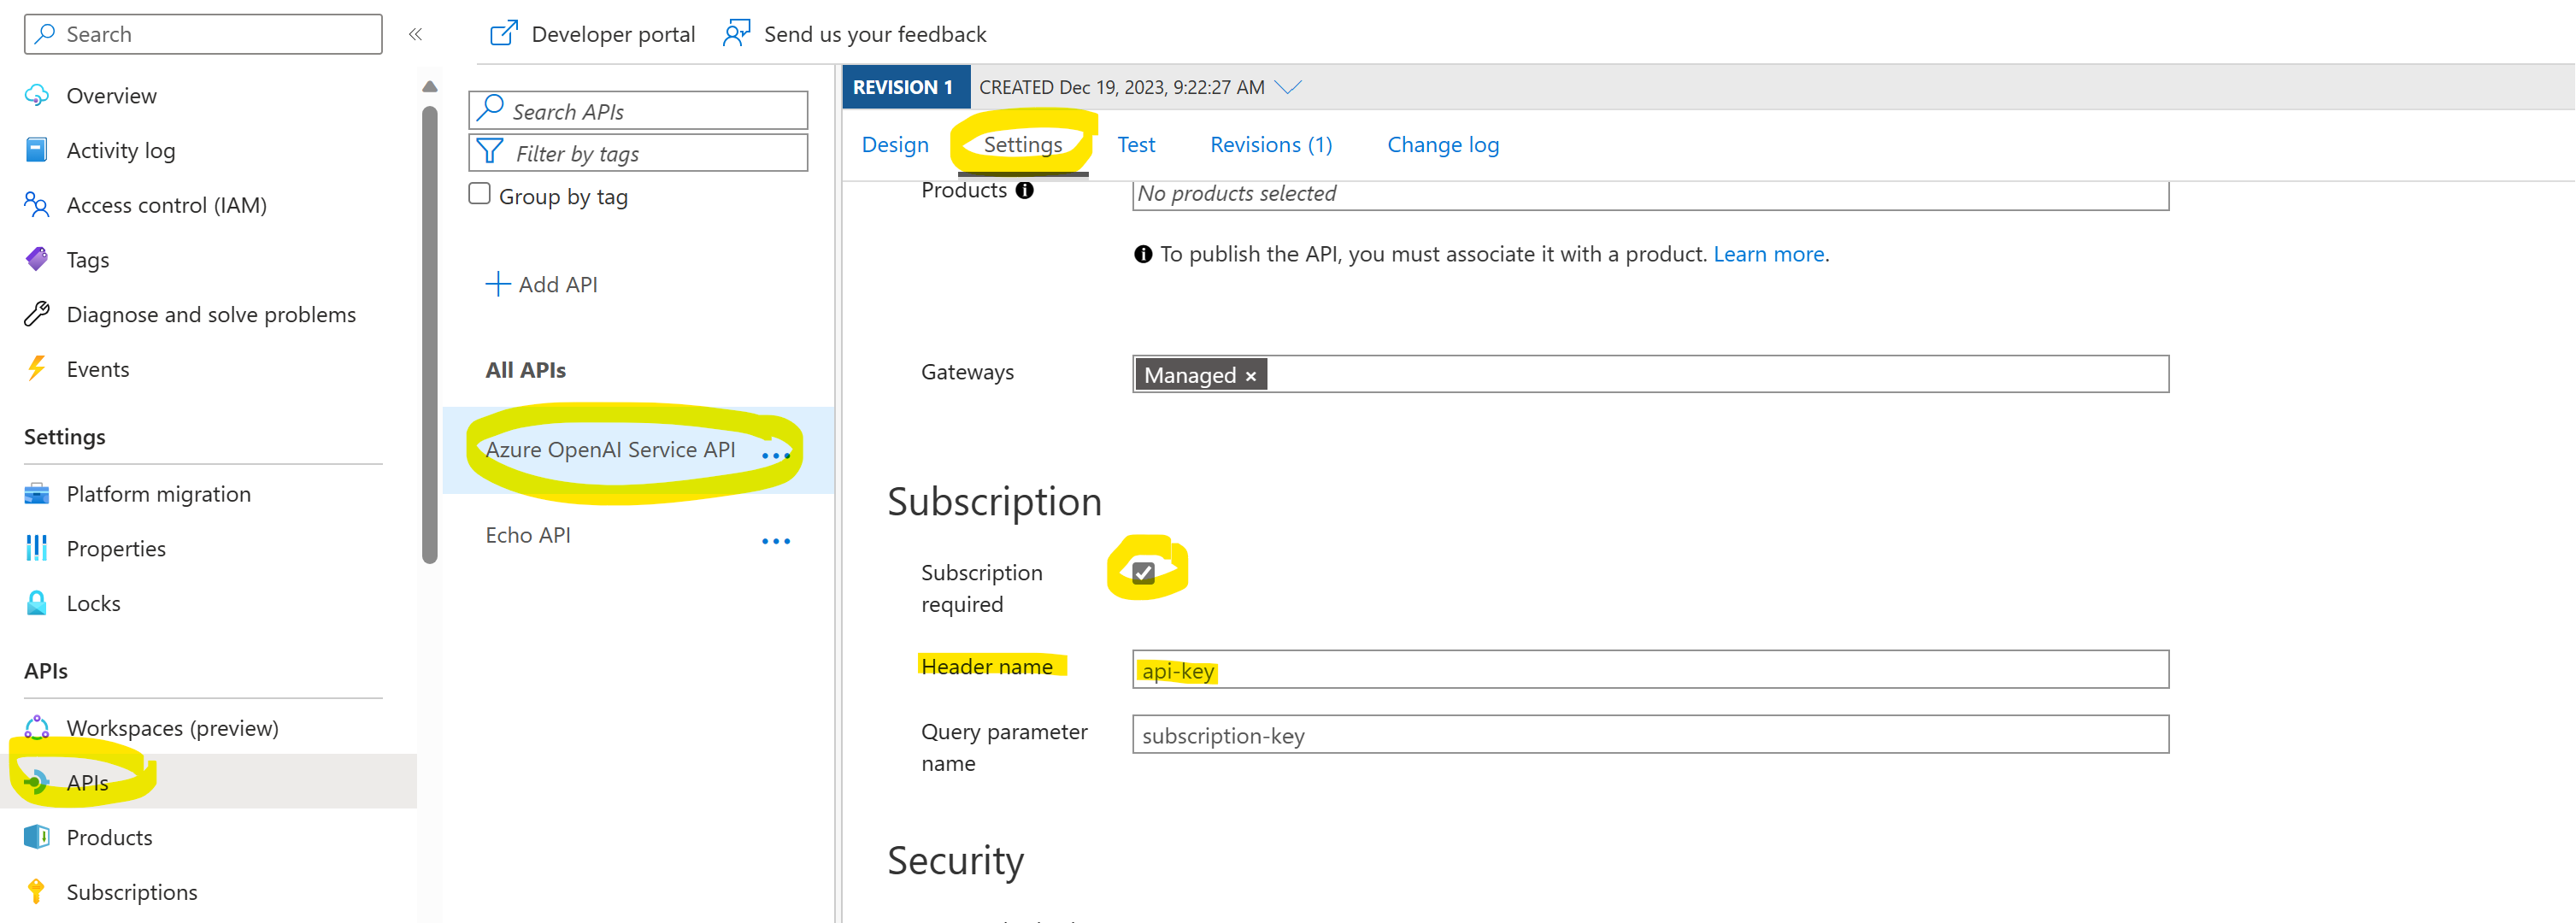 Search
Overview
Activity log
Access control (IAM)
Tags
Diagnose and solve problems
Events
Settings
Platform migration
Properties
Locks
APIs
Workspaces (preview)
APIs
Products
Subscriptions
Developer portal
Send us your feedback
Search APIs
Filter by tags
Group by tag
Add API
All APIs
Azure OpenAI Service API
Echo API
REVISION 1
CREATED Dec 19, 2023, 9:22:27 AM
Design
Settings
Test
Revisions (1)
Change log
Products
No products selected
To publish the API, you must associate it with a product. Learn more.
Gateways
Managed ×
Subscription
Subscription
required
Header name
api-key
Query parameter
name
subscription-key
Security